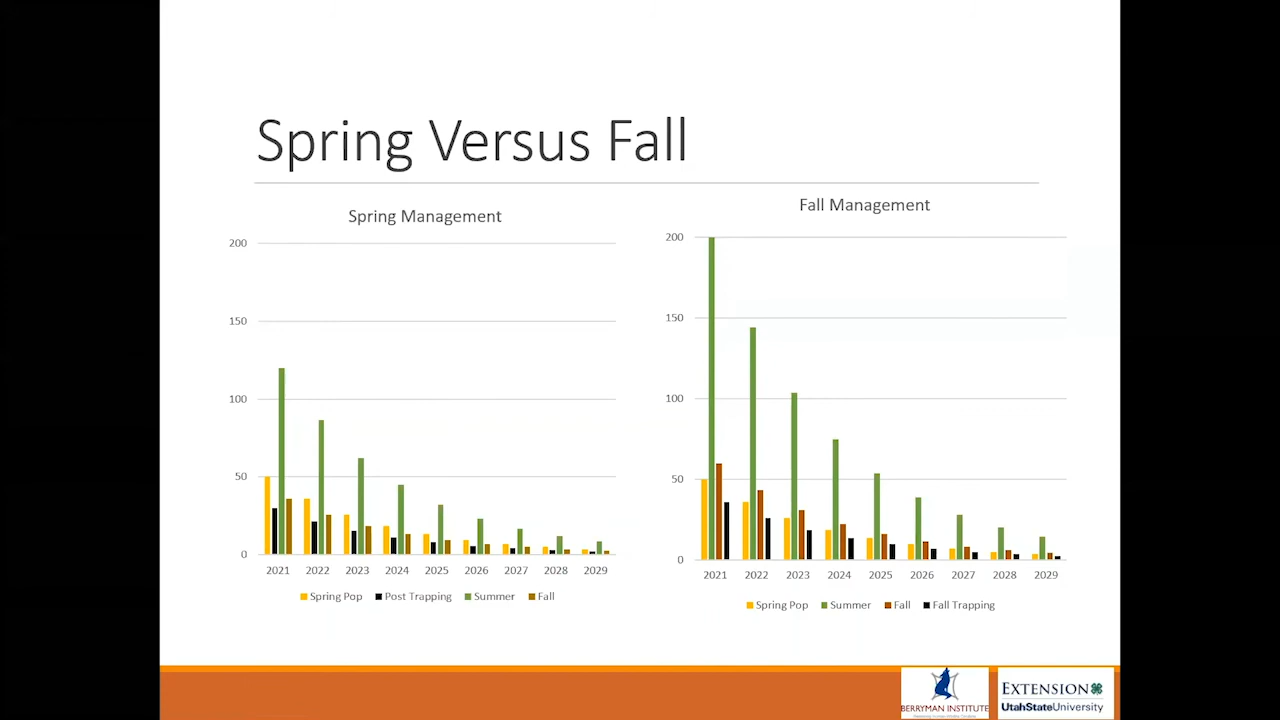 Spring Versus Fall
Spring Management
200
150
100
50
0
2021 2022 2023 2024 2025 2026 2027 2028 2029
Spring Pop Post Trapping Summer Fall
Fall Management
200
150
100
50
0
2021 2022 2023 2024 2025 2026 2027 2028 2029
Spring Pop Summer Fall Fall Trapping
BERRYMAN INSTITUTE
EXTENSION
UtahStateUniversity